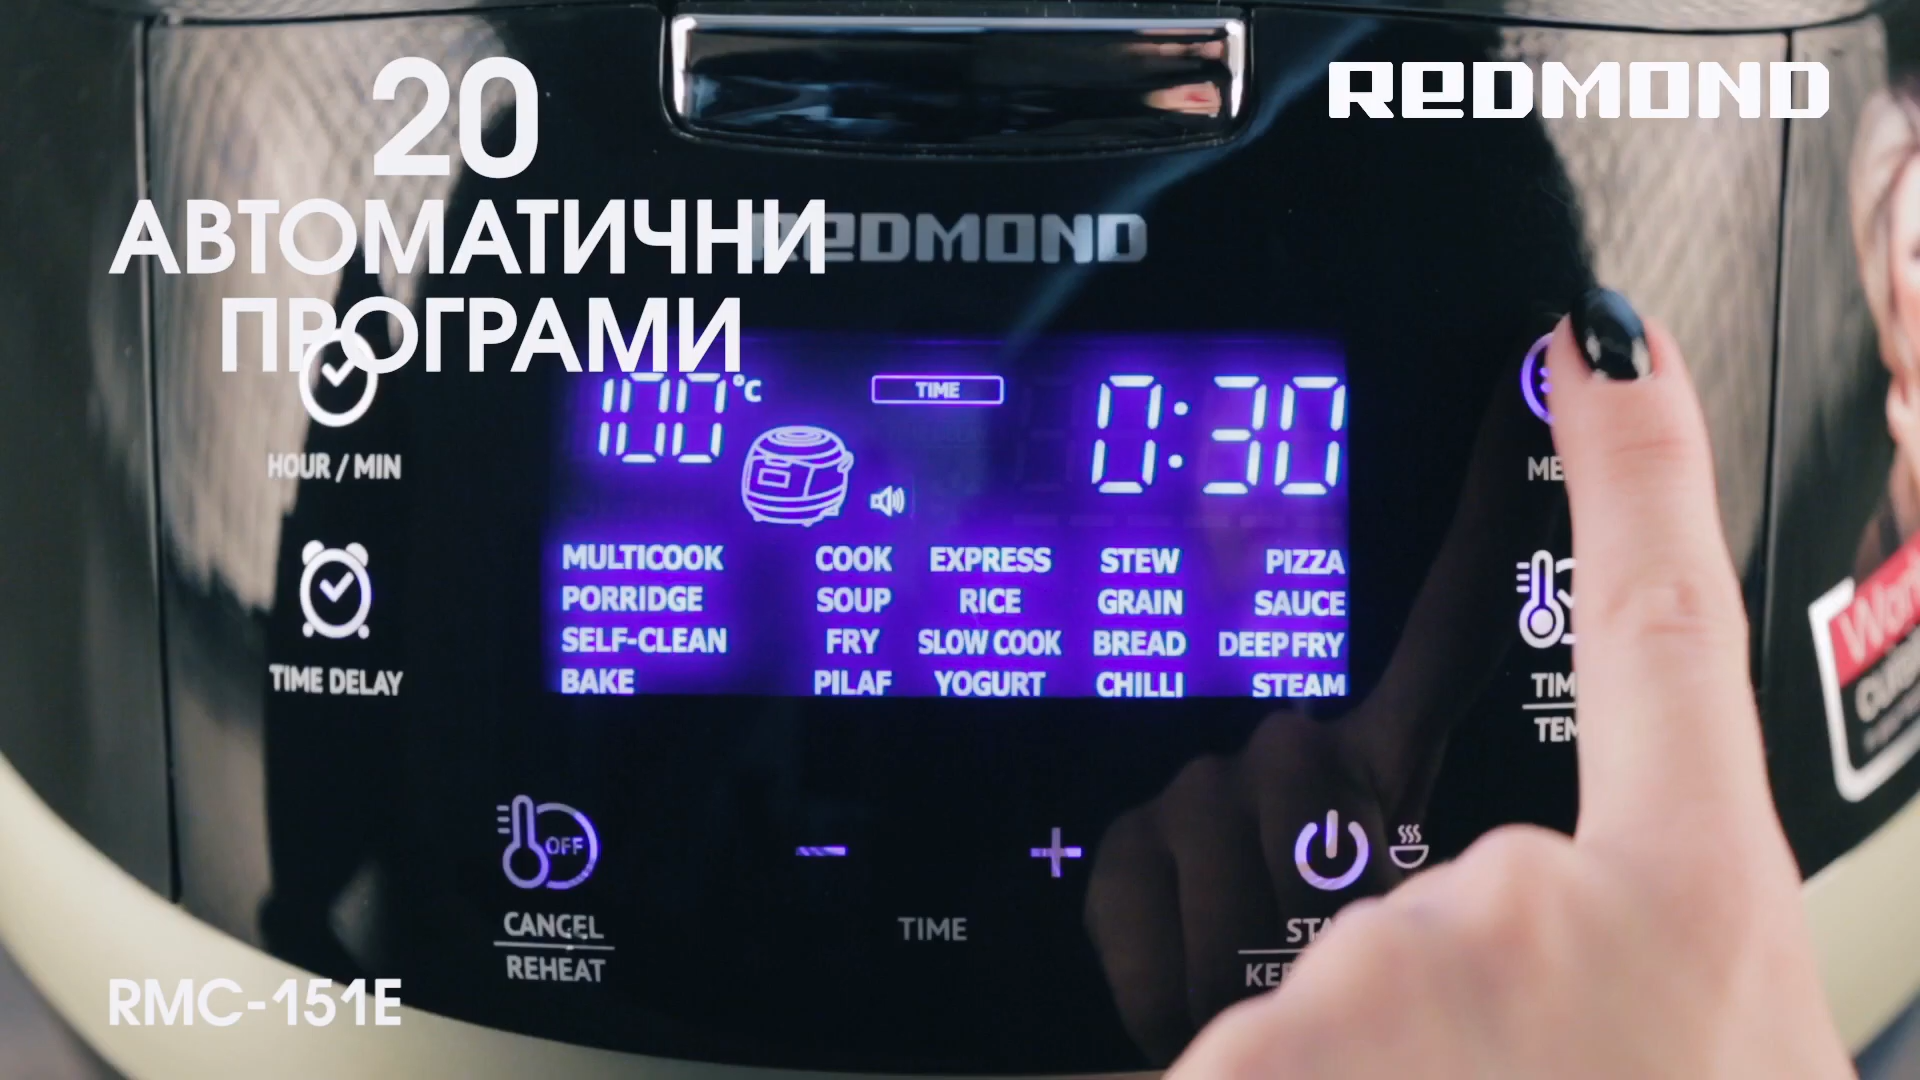 20
REDMOND
АВТОМАТИЧНИ
REDMOND
ПРОГРАМИ
100°C
TIME
0:30
HOUR / MIN
MULTICOOK COOK EXPRESS STEW PIZZA
PORRIDGE SOUP RICE GRAIN SAUCE
SELF-CLEAN FRY SLOW COOK BREAD DEEP FRY
BAKE PILAF YOGURT CHILLI STEAM
TIME DELAY
OFF
CANCEL
REHEAT
TIME
RMC-151E